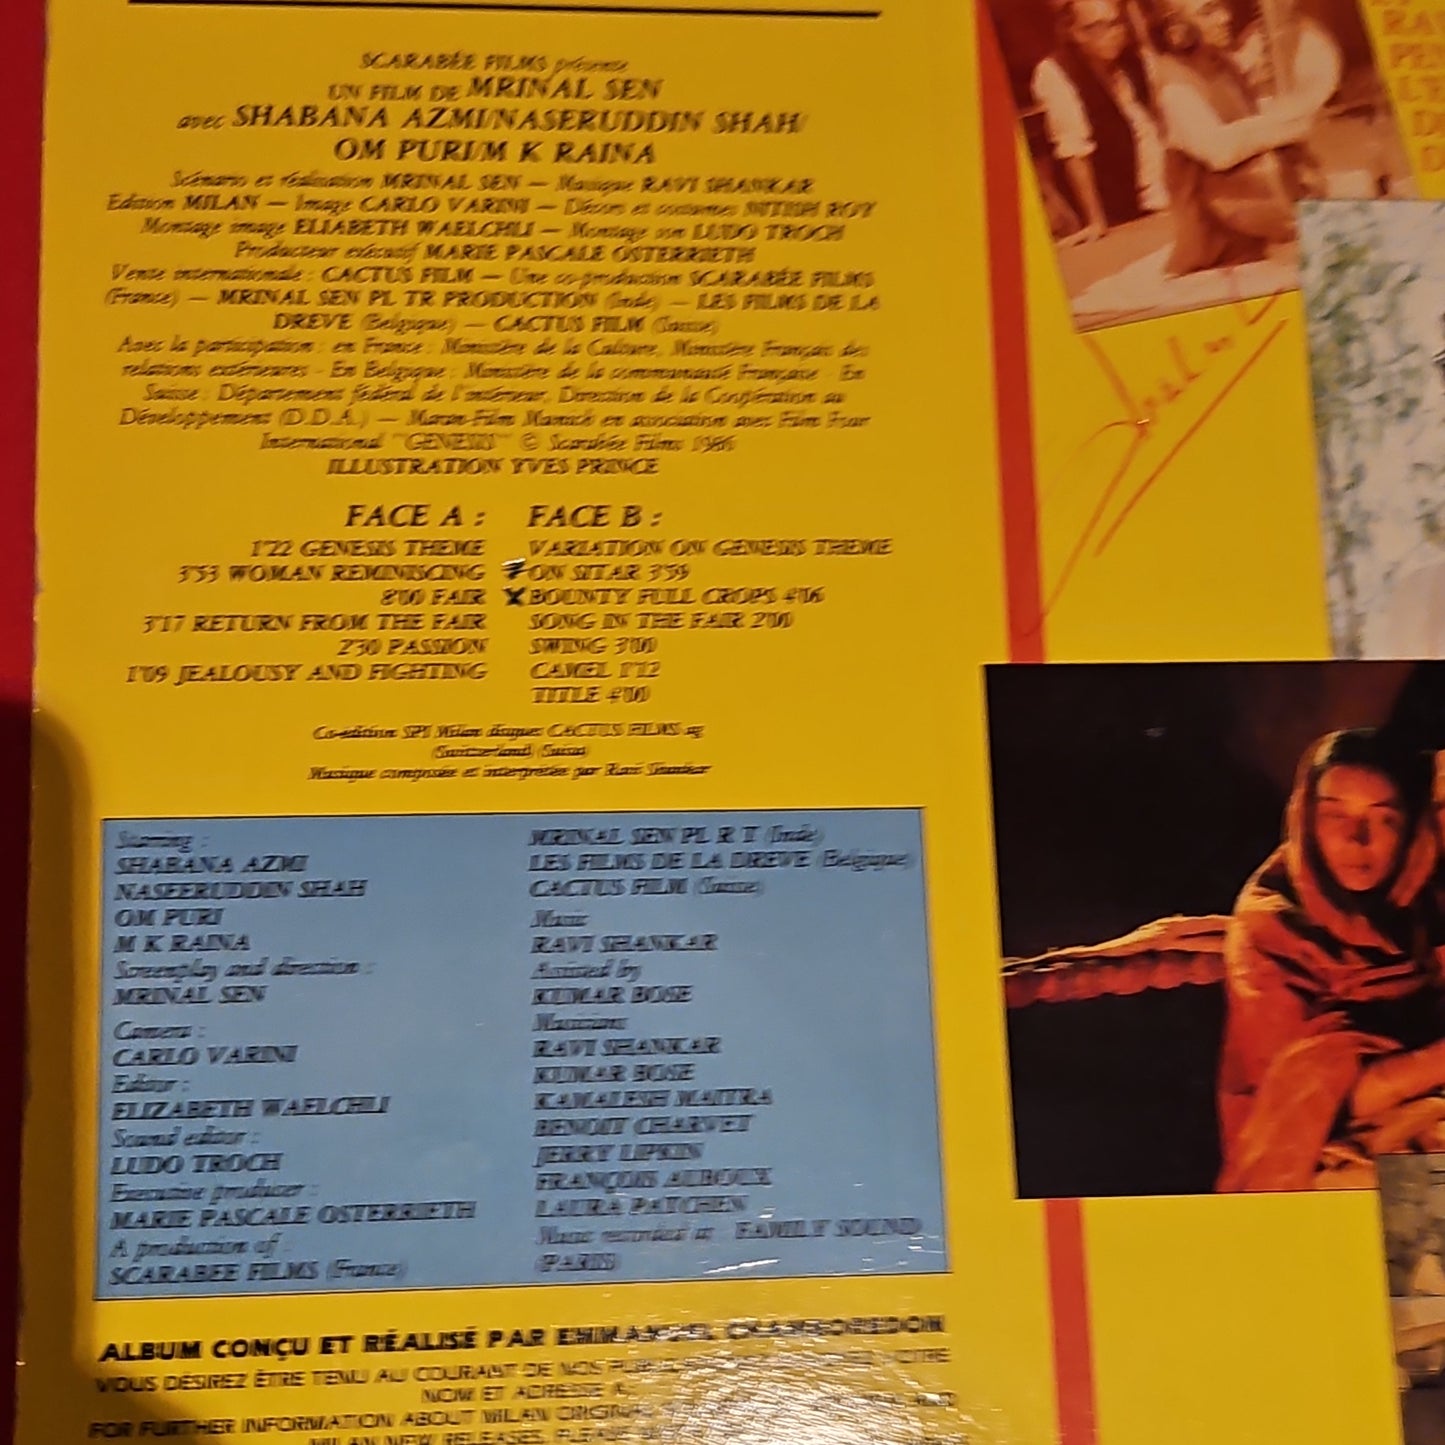 SCARABÉE FILMS présente
UN FILM DE MRINAL SEN
avec SHABANA AZMI/NASERUDDIN SHAH/
OM PURI/M K RAINA
Scénario et réalisation MRINAL SEN — Musique RAVI SHANKAR
Edition MILAN — Image CARLO VARINI — Décors et costumes NITISH ROY
Montage image ELIABETH WAELCHLI — Montage son LUDO TROCH
Producteur exécutif MARIE PASCALE OSTERRIETH
Vente internationale : CACTUS FILM — Une co-production SCARABÉE FILMS
(France) — MRINAL SEN PL TR PRODUCTION (Inde) — LES FILMS DE LA
DREVE (Belgique) — CACTUS FILM (Suisse)
Avec la participation : en France : Ministère de la Culture, Ministère Français des
relations extérieures - En Belgique : Ministère de la communauté Française - En
Suisse : Département fédéral de l'intérieur, Direction de la Coopération au
Développement (D.D.A.) — Maran-Film Munich en association avec Film Four
International "GENESIS" © Scarabée Films 1986
ILLUSTRATION YVES PRINCE
FACE A :
1'22 GENESIS THEME
3'53 WOMAN REMINISCING
8'00 FAIR
3'17 RETURN FROM THE FAIR
2'30 PASSION
1'09 JEALOUSY AND FIGHTING
FACE B :
VARIATION ON GENESIS THEME
ON SITAR 3'59
X BOUNTY FULL CROPS 4'06
SONG IN THE FAIR 2'00
SWING 3'00
CAMEL 1'12
TITLE 4'00
Co-édition SPI Milan disques CACTUS FILMS ag
(Switzerland) (Suisse)
Musique composée et interprétée par Ravi Shankar
Starring :
SHABANA AZMI
NASEERUDDIN SHAH
OM PURI
M K RAINA
Screenplay and direction :
MRINAL SEN
Camera :
CARLO VARINI
Editor :
ELIZABETH WAELCHLI
Sound editor :
LUDO TROCH
Executive producer :
MARIE PASCALE OSTERRIETH
A production of :
SCARABEE FILMS (France)
MRINAL SEN PL R T (Inde)
LES FILMS DE LA DREVE (Belgique)
CACTUS FILM (Suisse)
Music
RAVI SHANKAR
Assisted by
KUMAR BOSE
Musicians
RAVI SHANKAR
KUMAR BOSE
KAMALESH MAITRA
BENOIT CHARVET
JERRY LIPKIN
FRANÇOIS AUBOUX
LAURA PATCHEN
Music recorded at FAMILY SOUND
(PARIS)
ALBUM CONÇU ET RÉALISÉ PAR EMMANUEL CHAMBOREDON
VOUS DÉSIREZ ÊTRE TENU AU COURANT DE NOS VOTRE
NOM ET ADRESSE À
FOR FURTHER INFORMATION ABOUT MILAN ORIGINAL
MILAN NEW RELEASES, PLEASE